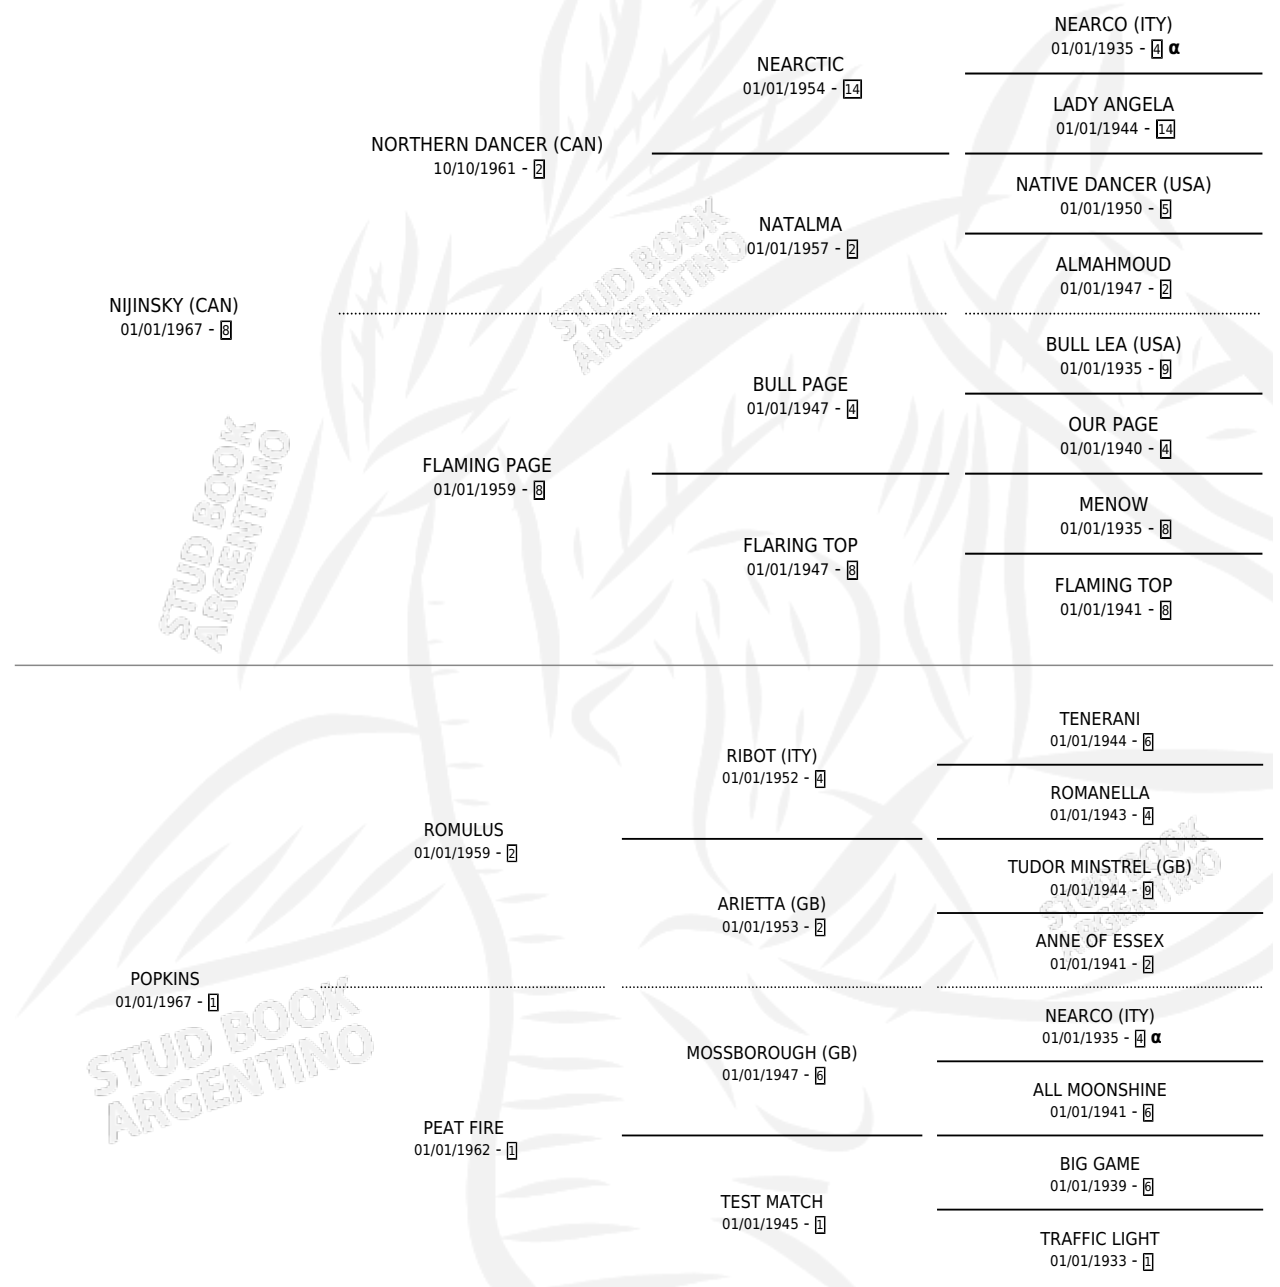 NEARCO (ITY)
01/01/1935 - 4 α
NEARCTIC
01/01/1954 - 14
LADY ANGELA
01/01/1944 - 14
NORTHERN DANCER (CAN)
10/10/1961 - 2
NATIVE DANCER (USA)
01/01/1950 - 5
NATALMA
01/01/1957 - 2
ALMAHMOUD
01/01/1947 - 2
STUD BOOK
ARGENTINO
NIJINSKY (CAN)
01/01/1967 - 8
BULL LEA (USA)
01/01/1935 - 9
BULL PAGE
01/01/1947 - 4
OUR PAGE
01/01/1940 - 4
FLAMING PAGE
01/01/1959 - 8
MENOW
01/01/1935 - 8
FLARING TOP
01/01/1947 - 8
FLAMING TOP
01/01/1941 - 8
STUD BOOK
ARGENTINO
TENERANI
01/01/1944 - 6
RIBOT (ITY)
01/01/1952 - 4
ROMANELLA
01/01/1943 - 4
ROMULUS
01/01/1959 - 2
TUDOR MINSTREL (GB)
01/01/1944 - 9
ARIETTA (GB)
01/01/1953 - 2
ANNE OF ESSEX
01/01/1941 - 2
STUD BOOK
ARGENTINO
POPKINS
01/01/1967 - 1
NEARCO (ITY)
01/01/1935 - 4 α
MOSSBOROUGH (GB)
01/01/1947 - 6
ALL MOONSHINE
01/01/1941 - 6
PEAT FIRE
01/01/1962 - 1
BIG GAME
01/01/1939 - 6
TEST MATCH
01/01/1945 - 1
TRAFFIC LIGHT
01/01/1933 - 1
STUD BOOK
ARGENTINO